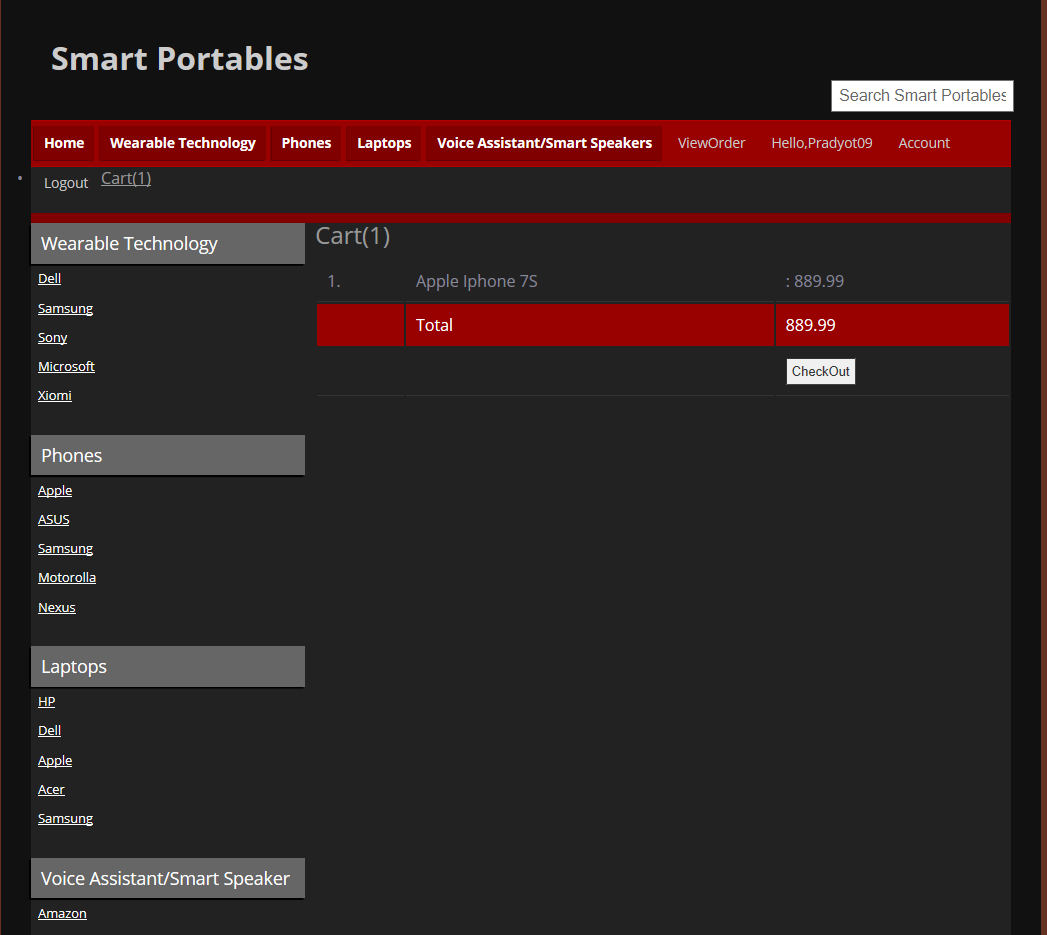 Smart Portables
Search Smart Portables
Home Wearable Technology Phones Laptops Voice Assistant/Smart Speakers ViewOrder Hello,Pradyot09 Account
Logout Cart(1)
Wearable Technology
Dell
Samsung
Sony
Microsoft
Xiomi
Phones
Apple
ASUS
Samsung
Motorolla
Nexus
Laptops
HP
Dell
Apple
Acer
Samsung
Voice Assistant/Smart Speaker
Amazon
Cart(1)
1. Apple Iphone 7S : 889.99
Total 889.99
CheckOut